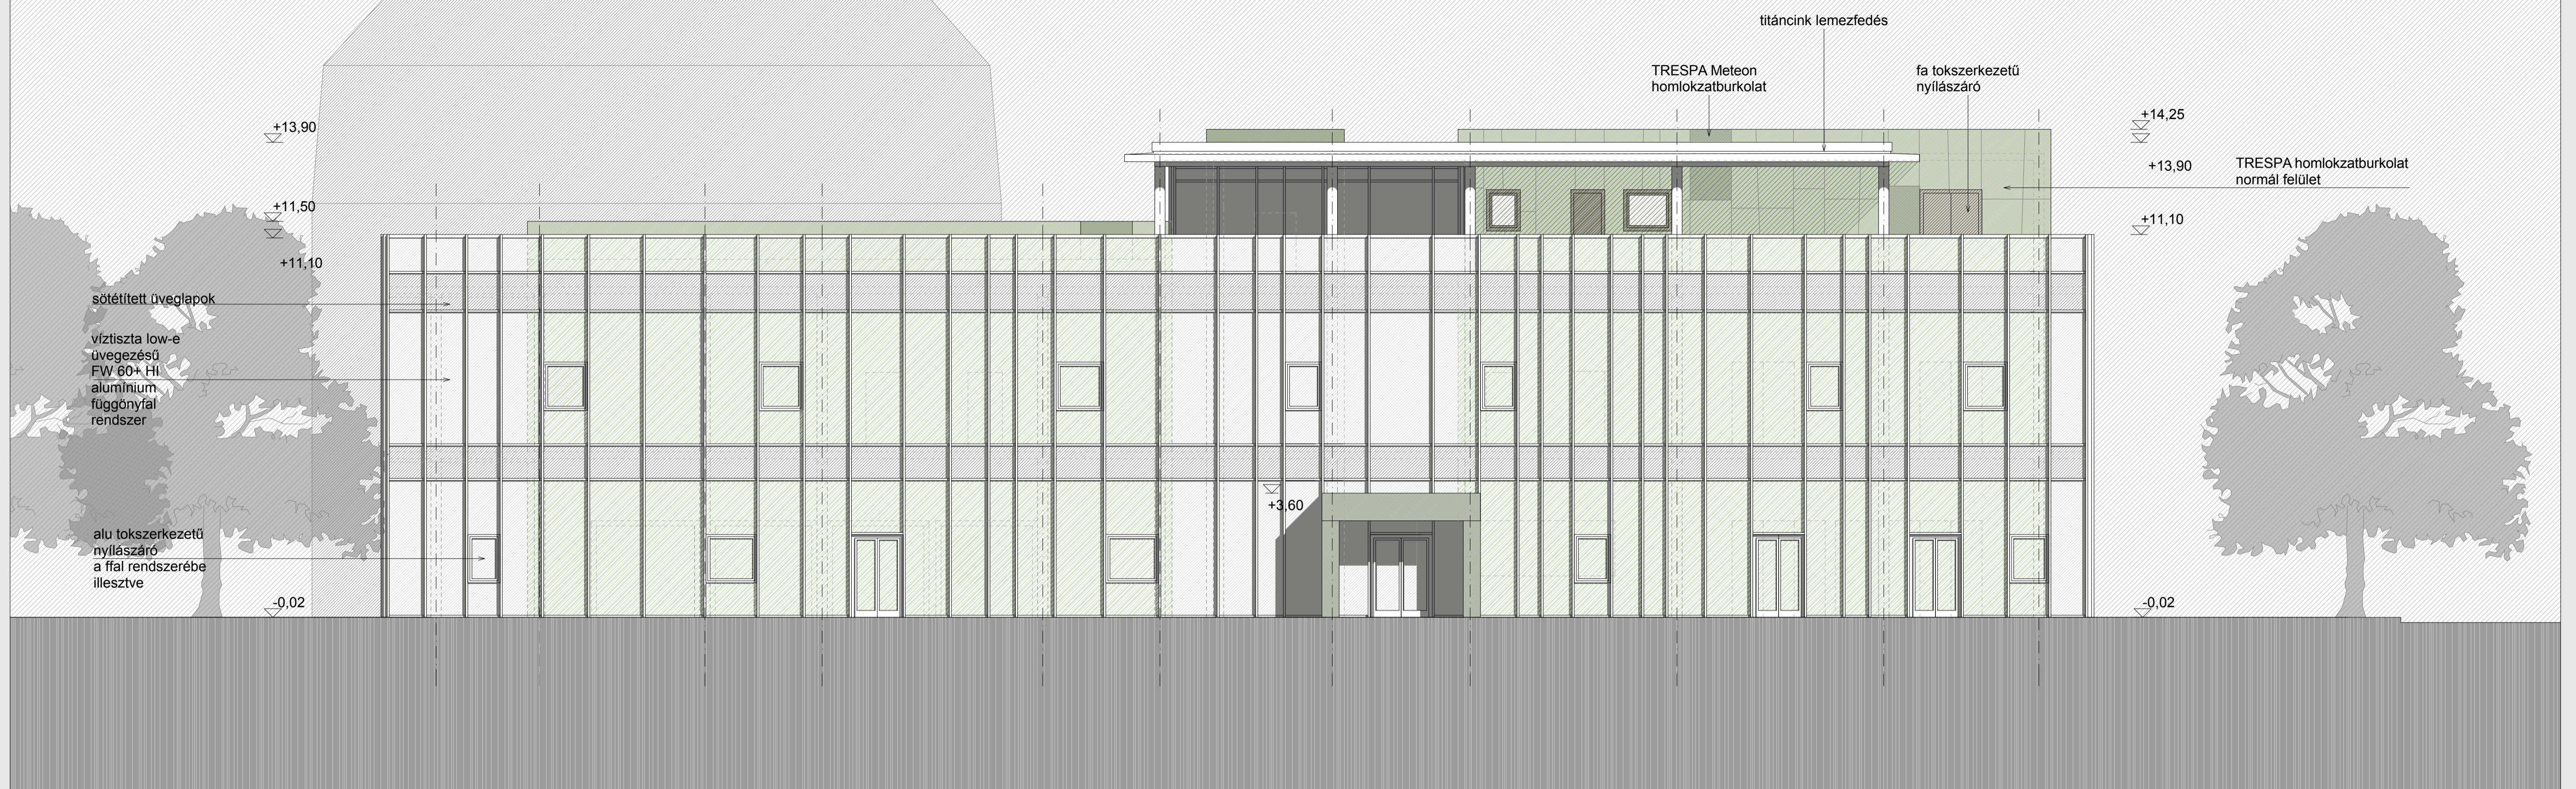 titáncink lemezfedés
TRESPA Meteon
homlokzatburkolat
fa tokszerkezetű
nyílászáró
+13,90
+14,25
+13,90
TRESPA homlokzatburkolat
normál felület
+11,50
+11,10
+11,10
sötétített üveglapok
víztiszta low-e
üvegezésű
FW 60+ HI
alumínium
függönyfal
rendszer
+3,60
alu tokszerkezetű
nyílászáró
a ffal rendszerébe
illesztve
-0,02
-0,02